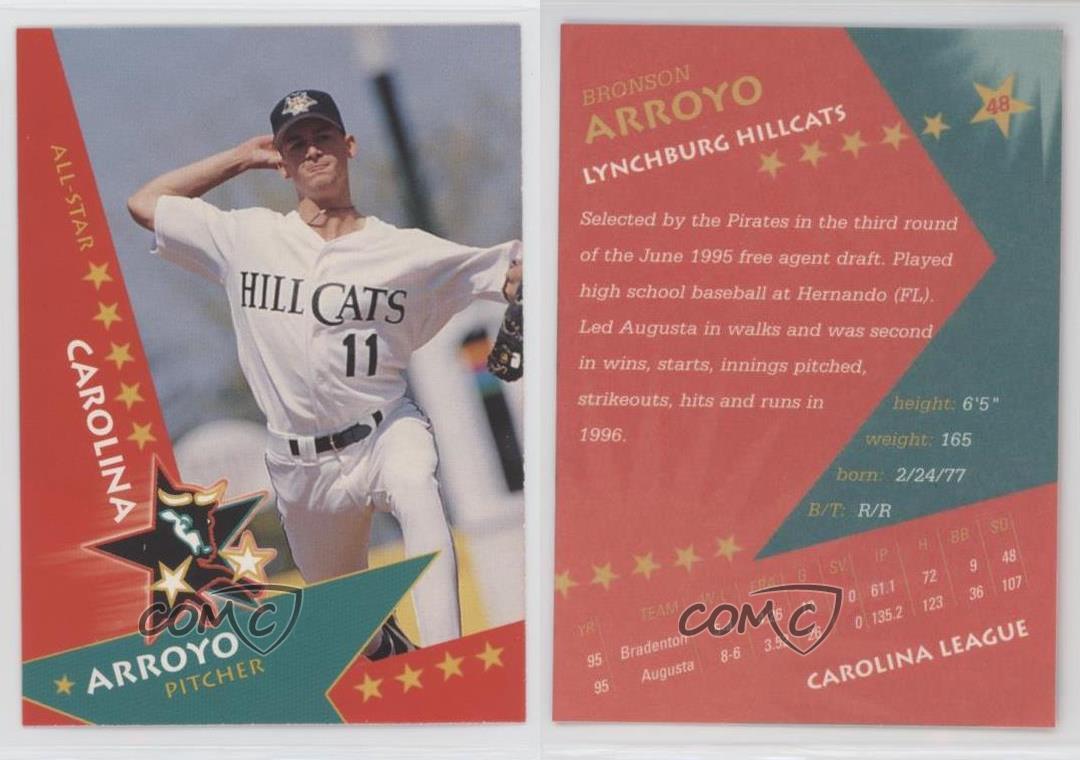 ALL-STAR
CAROLINA
HILLCATS
11
ARROYO
PITCHER
COMC
BRONSON
ARROYO
LYNCHBURG HILLCATS
48
Selected by the Pirates in the third round
of the June 1995 free agent draft. Played
high school baseball at Hernando (FL).
Led Augusta in walks and was second
in wins, starts, innings pitched,
strikeouts, hits and runs in
1996.
height: 6'5"
weight: 165
born: 2/24/77
B/T: R/R
YR TEAM W-L ERA G SV IP H BB SO
95 Bradenton 0 61.1 72 9 48
95 Augusta 8-6 26 0 135.2 123 36 107
COMC
CAROLINA LEAGUE